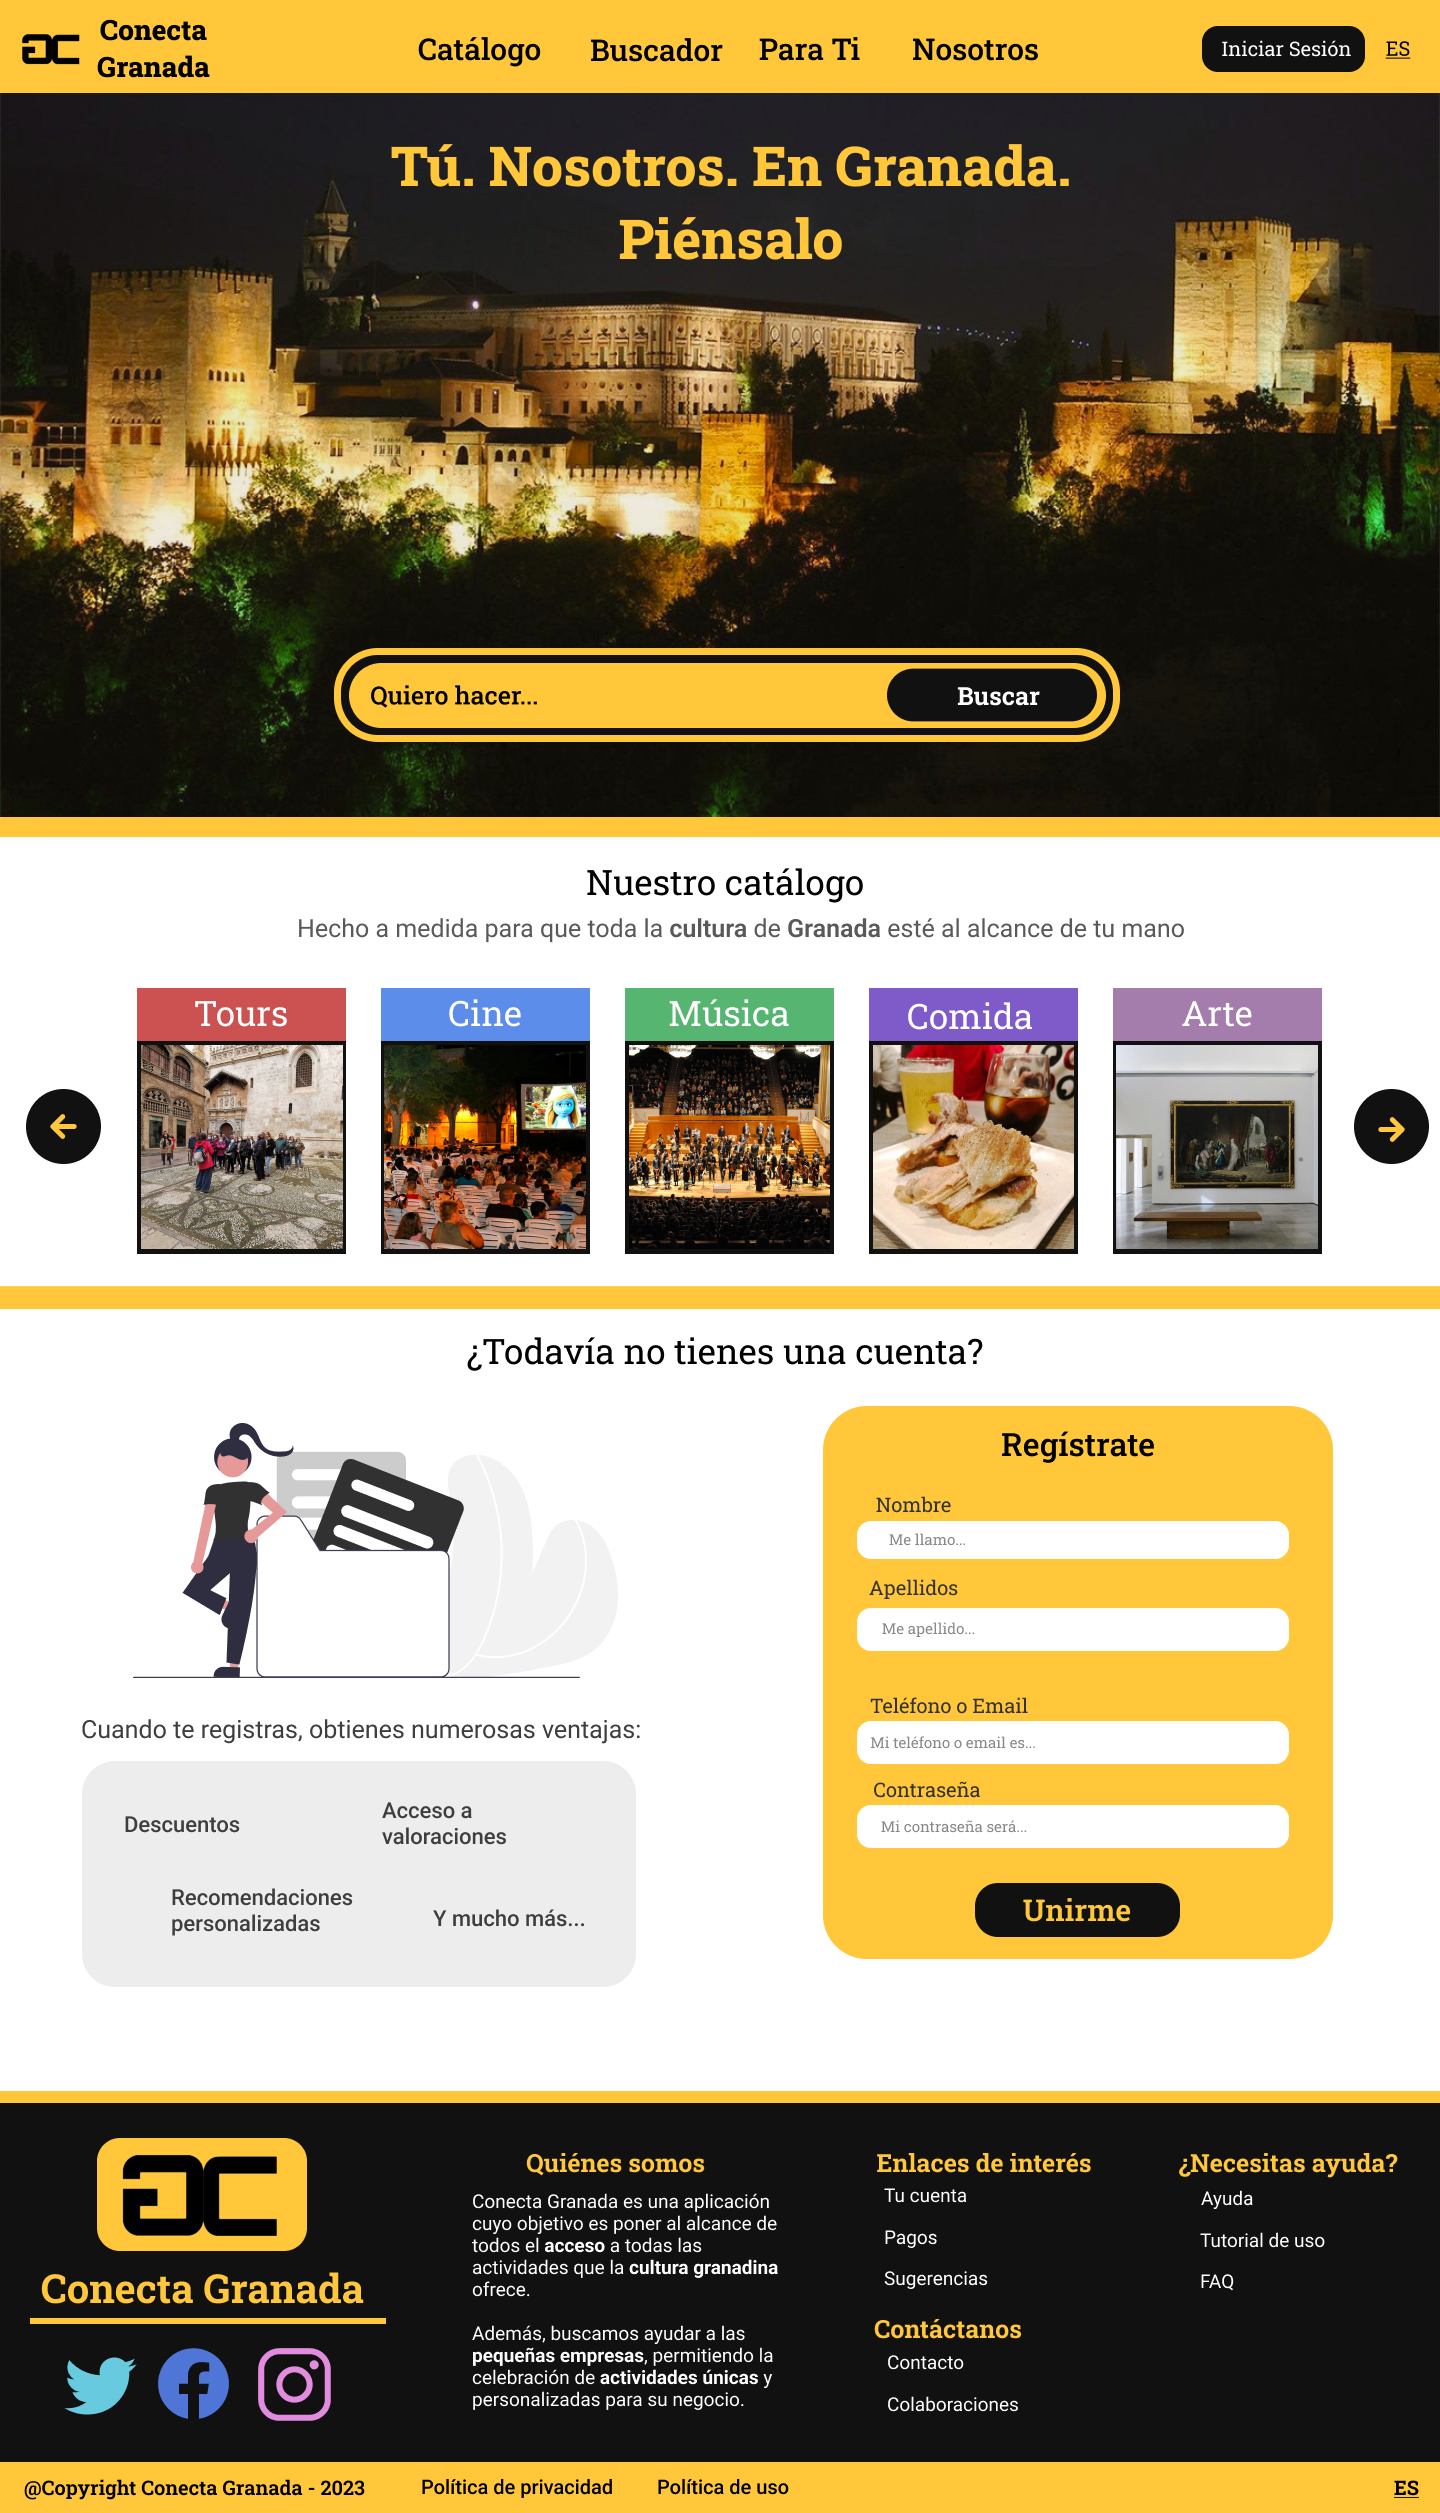 Conecta
Granada
Catálogo
Buscador
Para Ti
Nosotros
Iniciar Sesión
ES
Tú. Nosotros. En Granada.
Piénsalo
Quiero hacer...
Buscar
Nuestro catálogo
Hecho a medida para que toda la cultura de Granada esté al alcance de tu mano
Tours
Cine
Música
Comida
Arte
¿Todavía no tienes una cuenta?
Cuando te registras, obtienes numerosas ventajas:
Descuentos
Acceso a
valoraciones
Recomendaciones
personalizadas
Y mucho más...
Regístrate
Nombre
Me llamo...
Apellidos
Me apellido...
Teléfono o Email
Mi teléfono o email es...
Contraseña
Mi contraseña será...
Unirme
Conecta Granada
Quiénes somos
Conecta Granada es una aplicación
cuyo objetivo es poner al alcance de
todos el acceso a todas las
actividades que la cultura granadina
ofrece.
Además, buscamos ayudar a las
pequeñas empresas, permitiendo la
celebración de actividades únicas y
personalizadas para su negocio.
Enlaces de interés
Tu cuenta
Pagos
Sugerencias
Contáctanos
Contacto
Colaboraciones
¿Necesitas ayuda?
Ayuda
Tutorial de uso
FAQ
@Copyright Conecta Granada - 2023
Política de privacidad
Política de uso
ES